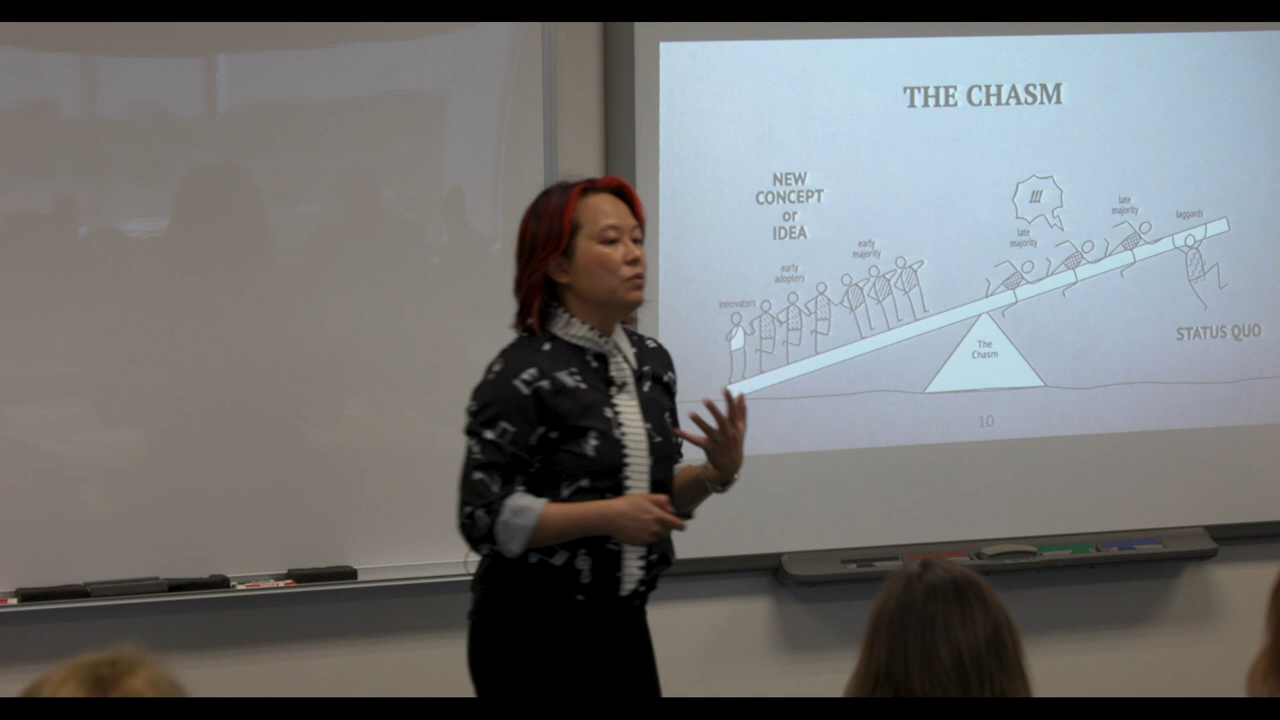 THE CHASM
NEW
CONCEPT
or
IDEA
innovators
early
adopters
early
majority
!!!
late
majority
late
majority
laggards
The
Chasm
STATUS QUO
10